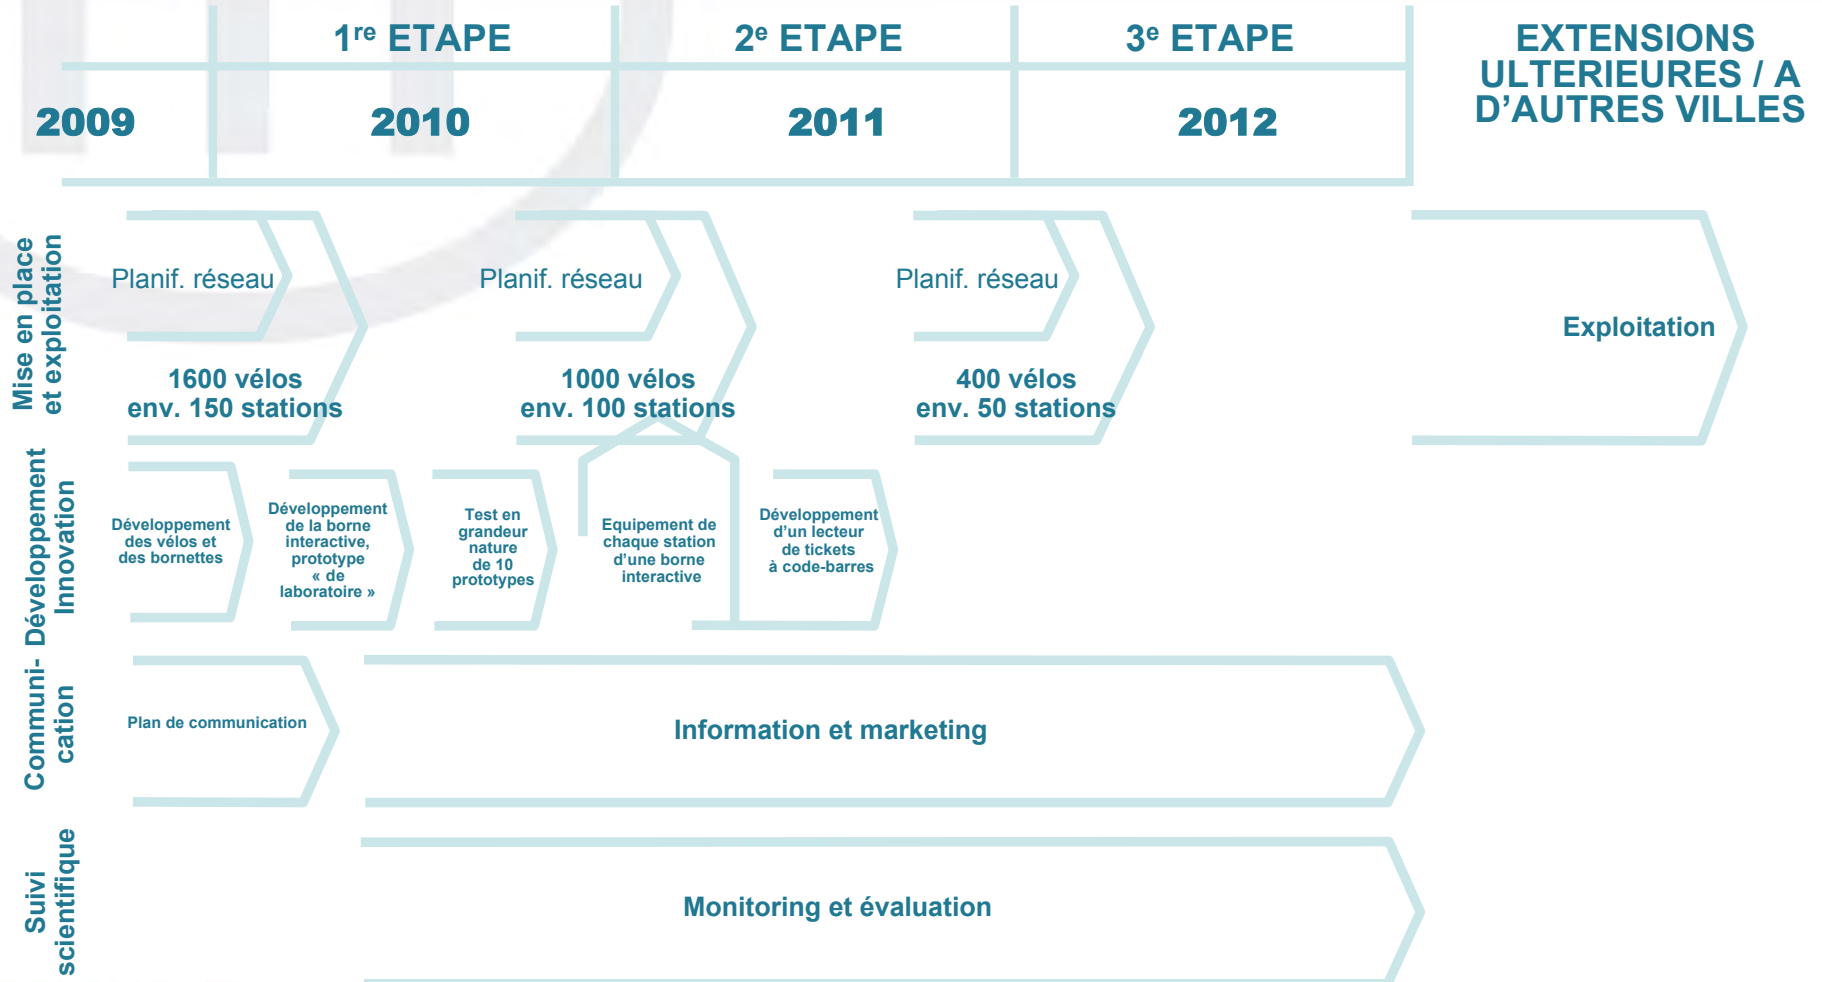 1re ETAPE
2e ETAPE
3e ETAPE
EXTENSIONS
ULTERIEURES / A
D’AUTRES VILLES
2009
2010
2011
2012
Mise en place
et exploitation
Planif. réseau
1600 vélos
env. 150 stations
Planif. réseau
1000 vélos
env. 100 stations
Planif. réseau
400 vélos
env. 50 stations
Exploitation
Développement
Innovation
Développement
des vélos et
des bornettes
Développement
de la borne
interactive,
prototype
« de
laboratoire »
Test en
grandeur
nature
de 10
prototypes
Equipement de
chaque station
d’une borne
interactive
Développement
d’un lecteur
de tickets
à code-barres
Communi-
cation
Plan de communication
Information et marketing
Suivi
scientifique
Monitoring et évaluation